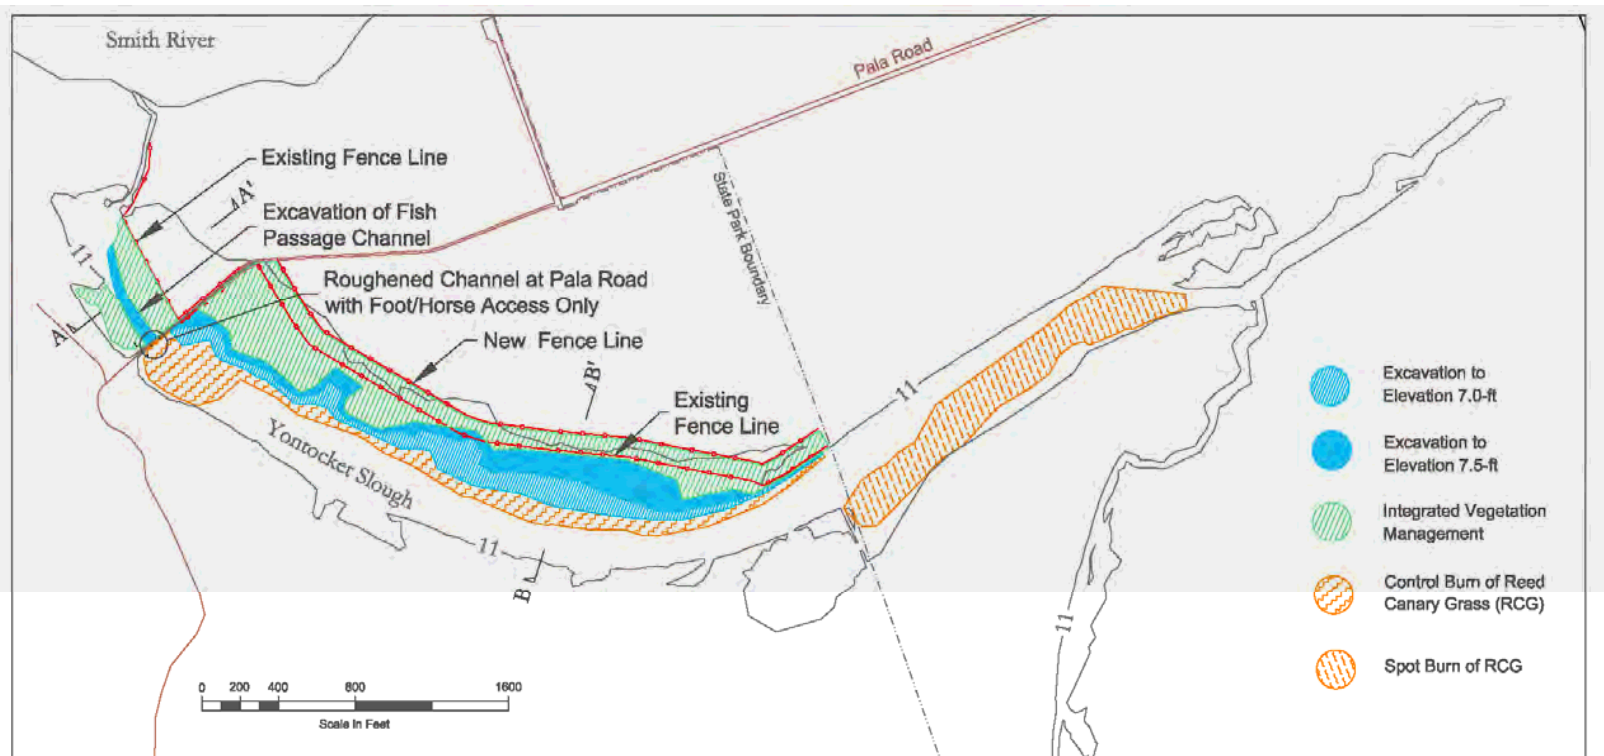 Smith River
Pala Road
Existing Fence Line
A'
Excavation of Fish
Passage Channel
State Park Boundary
11
Roughened Channel at Pala Road
with Foot/Horse Access Only
A
New Fence Line
B'
11
Existing
Fence Line
Yontocket Slough
11
B
11
Excavation to
Elevation 7.0-ft
Excavation to
Elevation 7.5-ft
Integrated Vegetation
Management
Control Burn of Reed
Canary Grass (RCG)
Spot Burn of RCG
0 200 400 800 1600
Scale in Feet